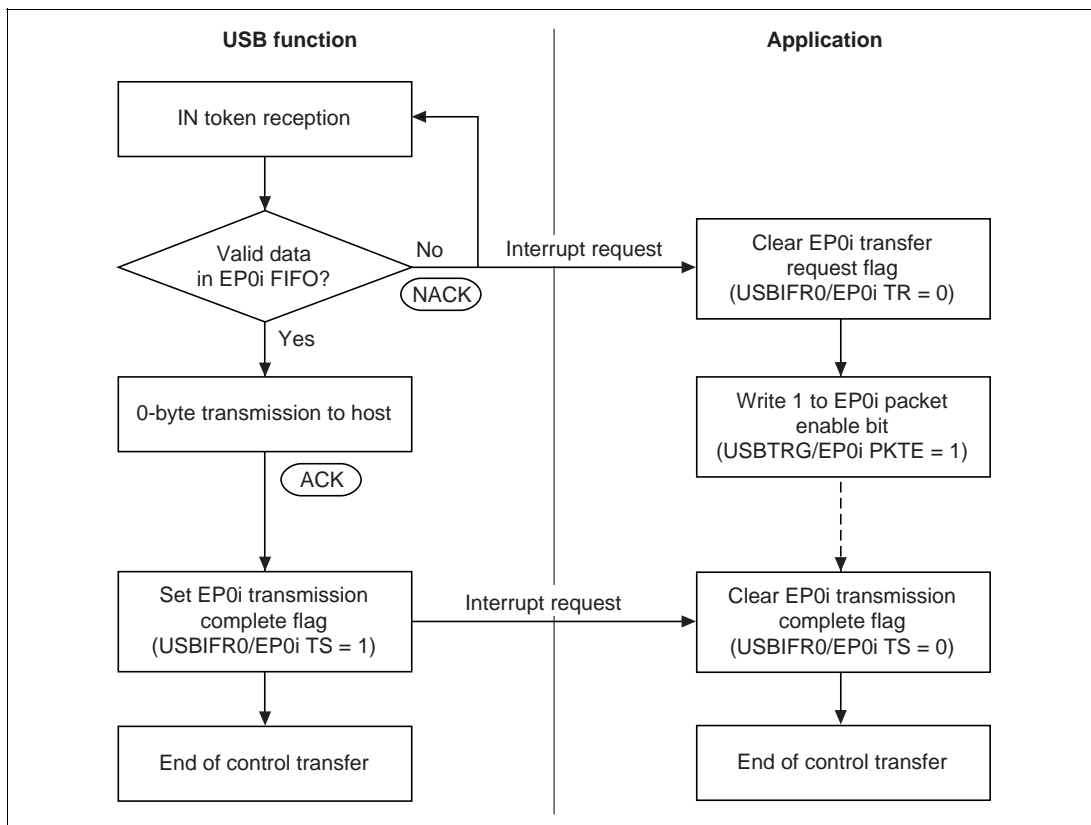 USB function
Application
IN token reception
Valid data
in EP0i FIFO?
No
NACK
Interrupt request
Clear EP0i transfer
request flag
(USBIFR0/EP0i TR = 0)
Yes
0-byte transmission to host
Write 1 to EP0i packet
enable bit
(USBTRG/EP0i PKTE = 1)
ACK
Set EP0i transmission
complete flag
(USBIFR0/EP0i TS = 1)
Interrupt request
Clear EP0i transmission
complete flag
(USBIFR0/EP0i TS = 0)
End of control transfer
End of control transfer